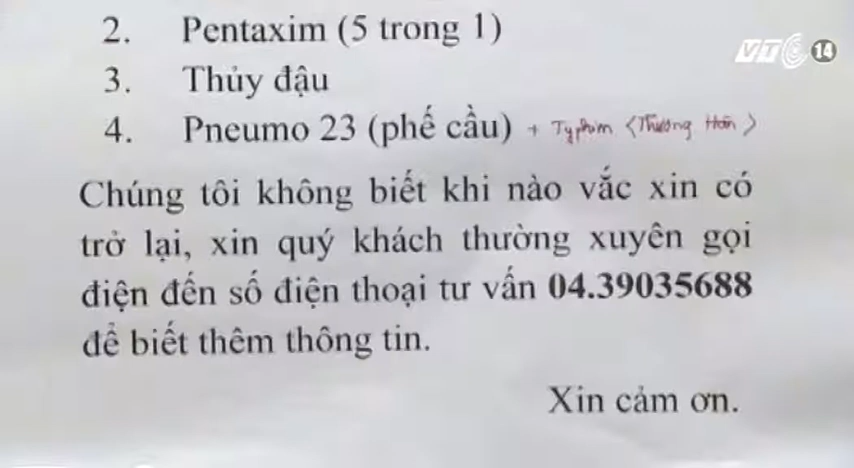 2. Pentaxim (5 trong 1)
VTC 14
3. Thủy đậu
4. Pneumo 23 (phế cầu) + Typhim <Thương Hàn>
Chúng tôi không biết khi nào vắc xin có
trở lại, xin quý khách thường xuyên gọi
điện đến số điện thoại tư vấn 04.39035688
để biết thêm thông tin.
Xin cảm ơn.